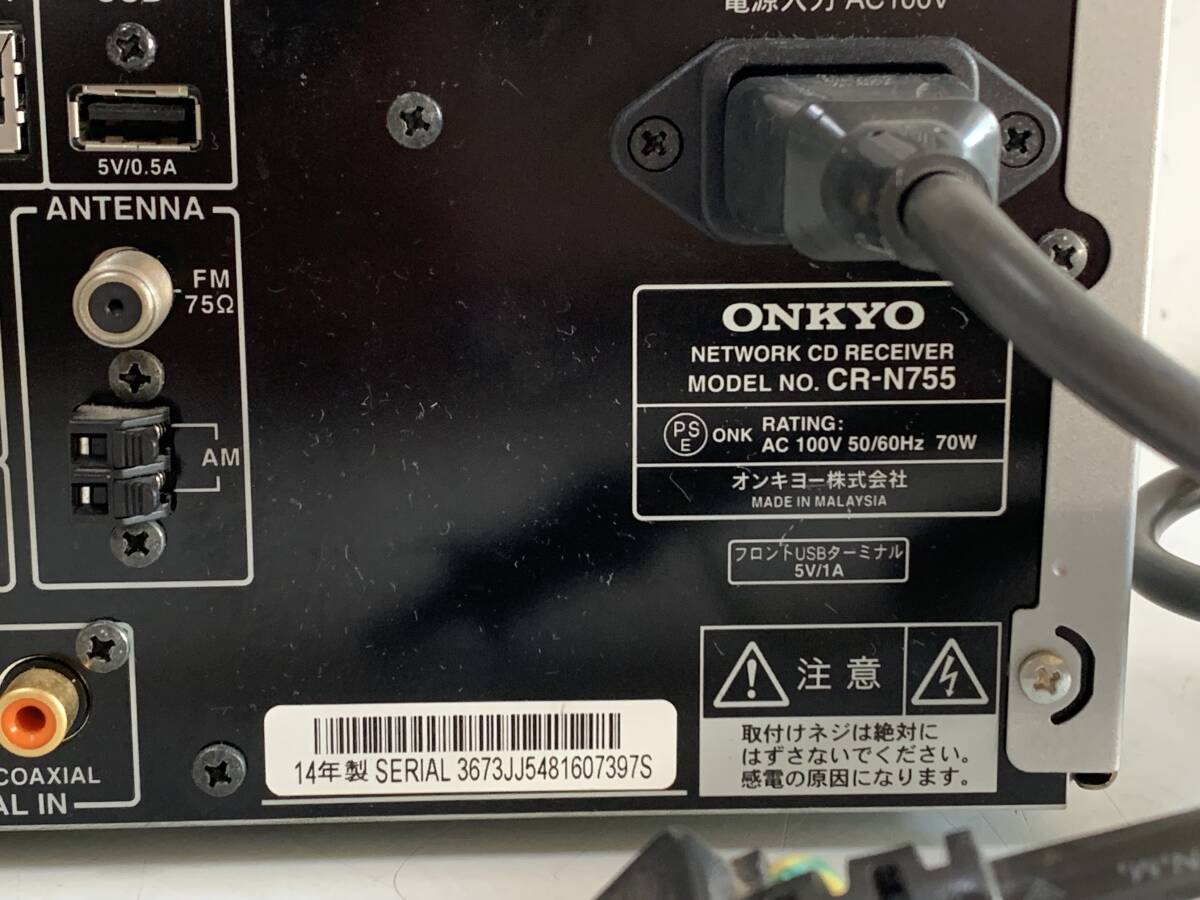 電源入力 AC100V
5V/0.5A
ANTENNA
FM
75Ω
AM
ONKYO
NETWORK CD RECEIVER
MODEL NO. CR-N755
PS
E
ONK
RATING:
AC 100V 50/60Hz 70W
オンキヨー株式会社
MADE IN MALAYSIA
フロントUSBターミナル
5V/1A
注意
取付けネジは絶対に
はずさないでください。
感電の原因になります。
14年製 SERIAL 3673JJ5481607397S
COAXIAL
AL IN
N.M.